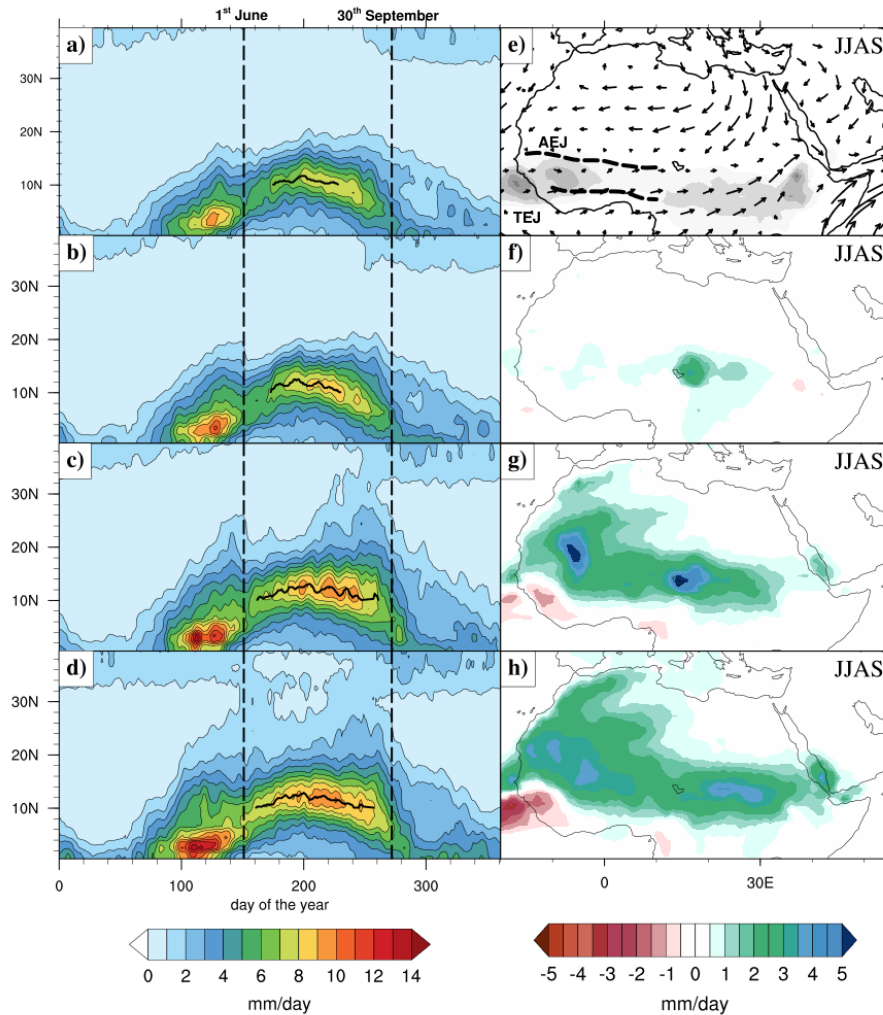 1st June 30th September
a)
40N
30N
20N
10N
e) JJAS
AEJ
TEJ
b)
30N
20N
10N
f) JJAS
c)
30N
20N
10N
g) JJAS
d)
30N
20N
10N
h) JJAS
0 100 200 300
day of the year
0 30E
0 2 4 6 8 10 12 14
mm/day
-5 -4 -3 -2 -1 0 1 2 3 4 5
mm/day